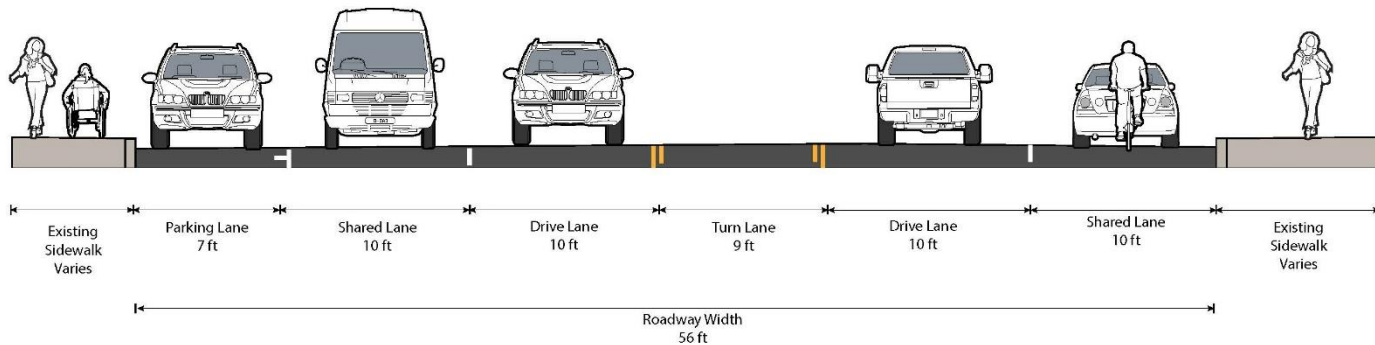 Existing
Sidewalk
Varies
Parking Lane
7 ft
Shared Lane
10 ft
Drive Lane
10 ft
Turn Lane
9 ft
Drive Lane
10 ft
Shared Lane
10 ft
Existing
Sidewalk
Varies
Roadway Width
56 ft